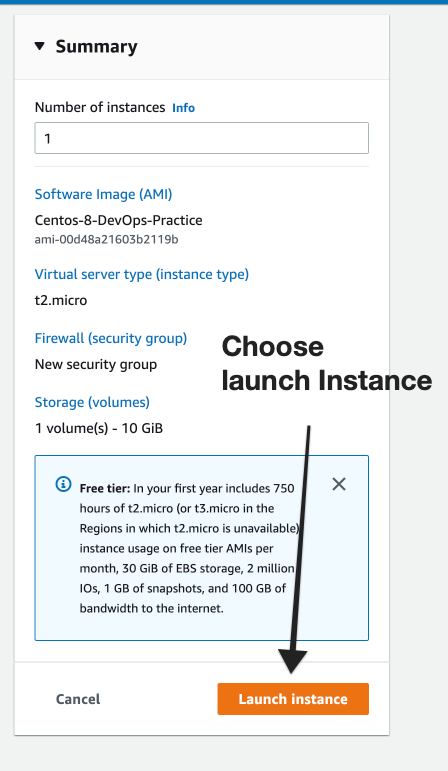 ▼ Summary
Number of instances Info
1
Software Image (AMI)
Centos-8-DevOps-Practice
ami-00d48a21603b2119b
Virtual server type (instance type)
t2.micro
Firewall (security group)
New security group
Choose
launch Instance
Storage (volumes)
1 volume(s) - 10 GiB
Free tier: In your first year includes 750
hours of t2.micro (or t3.micro in the
Regions in which t2.micro is unavailable)
instance usage on free tier AMIs per
month, 30 GiB of EBS storage, 2 million
IOs, 1 GB of snapshots, and 100 GB of
bandwidth to the internet.
Cancel
Launch instance